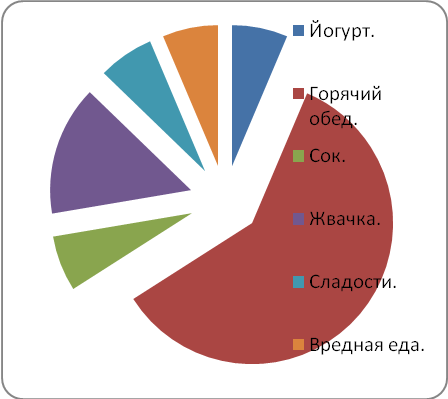 Йогурт.
Горячий
обед.
Сок.
Жвачка.
Сладости.
Вредная еда.